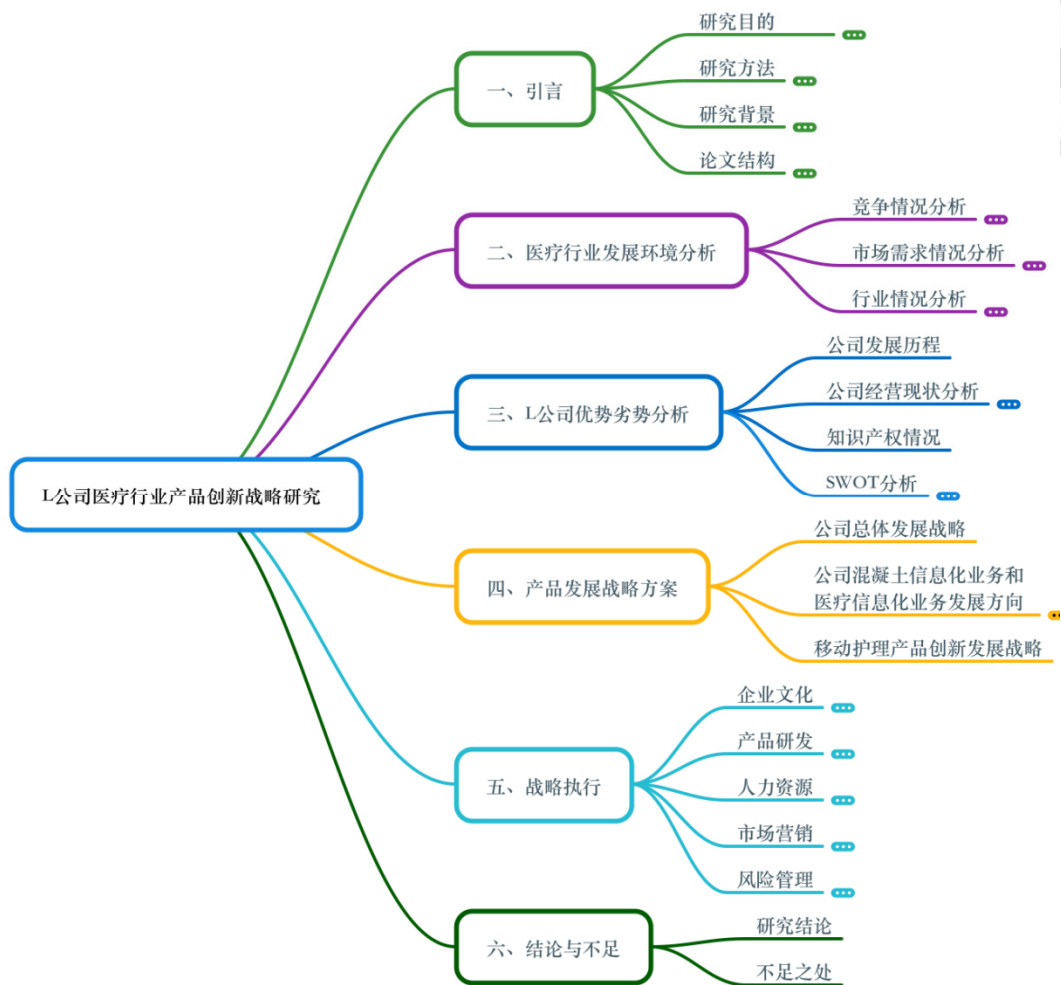 L公司医疗行业产品创新战略研究
一、引言
研究目的
研究方法
研究背景
论文结构
二、医疗行业发展环境分析
竞争情况分析
市场需求情况分析
行业情况分析
三、L公司优势劣势分析
公司发展历程
公司经营现状分析
知识产权情况
SWOT分析
四、产品发展战略方案
公司总体发展战略
公司混凝土信息化业务和
医疗信息化业务发展方向
移动护理产品创新发展战略
五、战略执行
企业文化
产品研发
人力资源
市场营销
风险管理
六、结论与不足
研究结论
不足之处